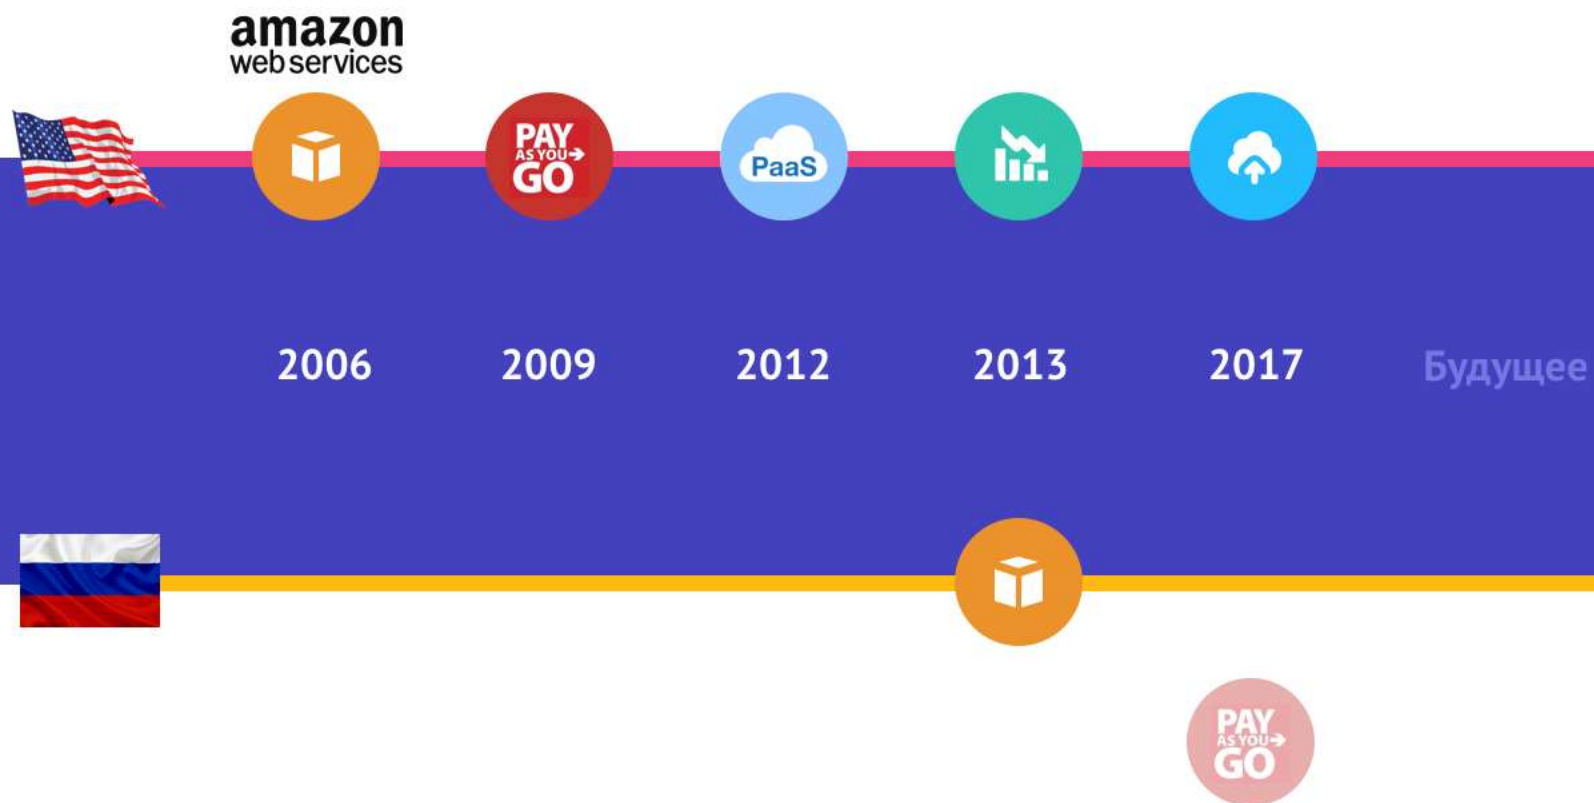 amazon
web services
PAY
AS YOU
GO
PaaS
2006
2009
2012
2013
2017
Будущее
PAY
AS YOU
GO